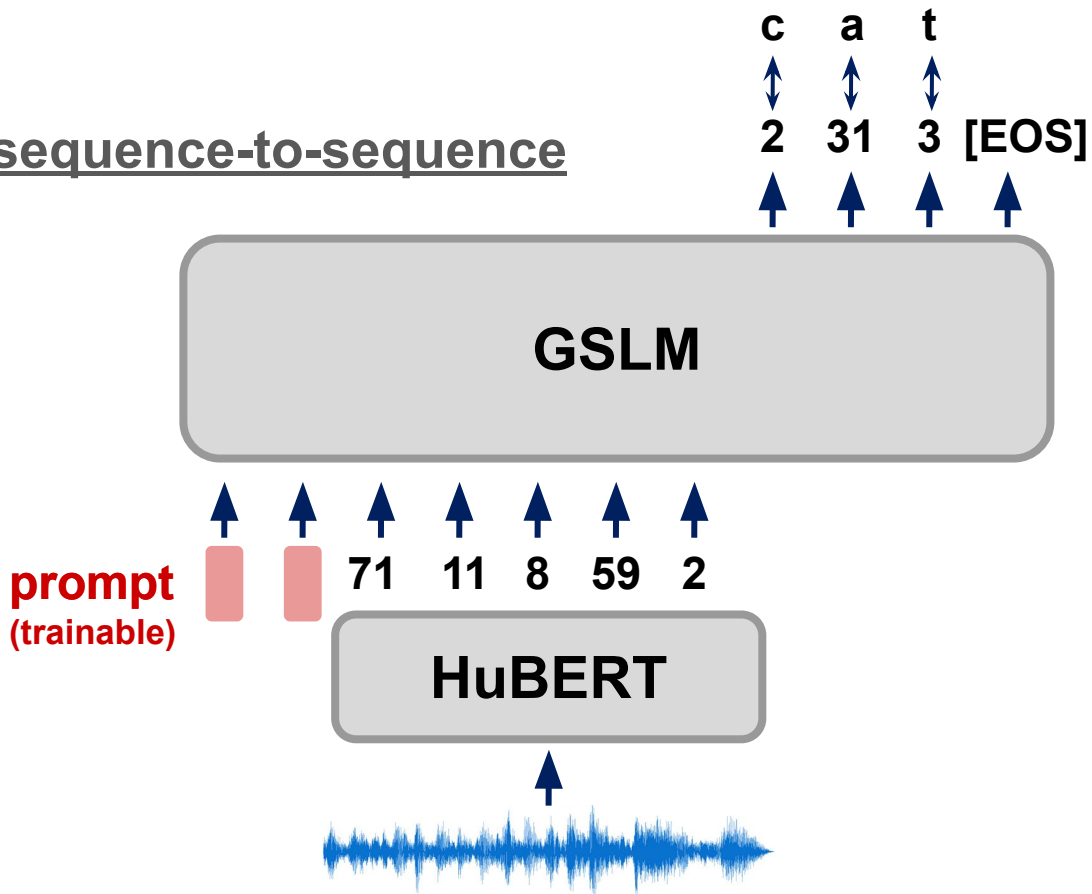 c a t
sequence-to-sequence
2 31 3 [EOS]
GSLM
prompt
(trainable)
71 11 8 59 2
HuBERT